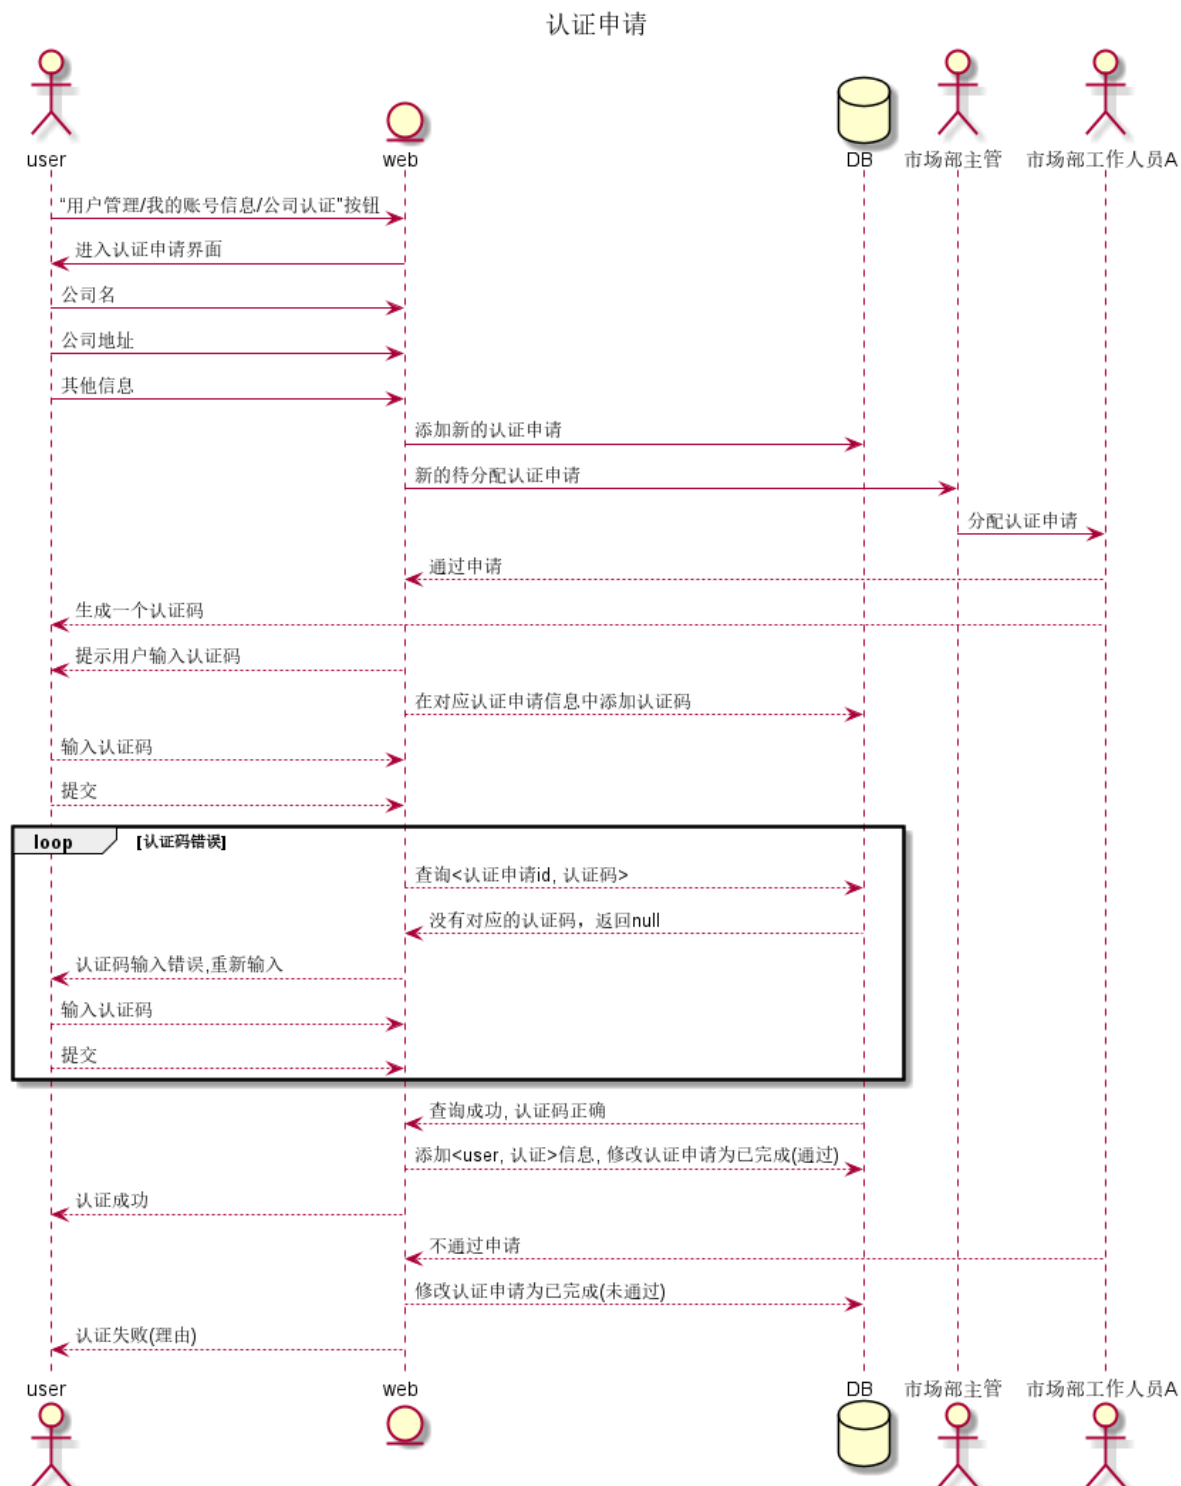 认证申请
user
web
DB
市场部主管
市场部工作人员A
“用户管理/我的账号信息/公司认证”按钮
进入认证申请界面
公司名
公司地址
其他信息
添加新的认证申请
新的待分配认证申请
分配认证申请
通过申请
生成一个认证码
提示用户输入认证码
在对应认证申请信息中添加认证码
输入认证码
提交
loop [认证码错误]
查询<认证申请id, 认证码>
没有对应的认证码，返回null
认证码输入错误,重新输入
输入认证码
提交
查询成功, 认证码正确
添加<user, 认证>信息, 修改认证申请为已完成(通过)
认证成功
不通过申请
修改认证申请为已完成(未通过)
认证失败(理由)
user
web
DB
市场部主管
市场部工作人员A